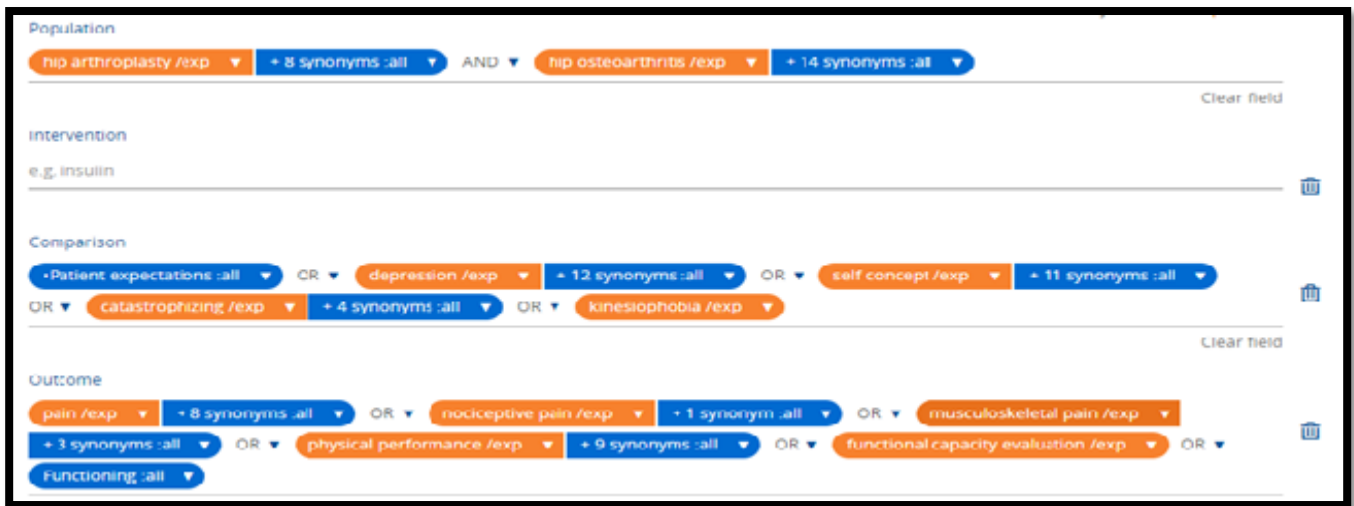 Population
hip arthroplasty /exp ▼ + 8 synonyms :all ▼ AND ▼ hip osteoarthritis /exp ▼ + 14 synonyms :all ▼
Clear field
Intervention
e.g. insulin
Comparison
•Patient expectations :all ▼ OR ▼ depression /exp ▼ + 12 synonyms :all ▼ OR ▼ self concept /exp ▼ + 11 synonyms :all ▼
OR ▼ catastrophizing /exp ▼ + 4 synonyms :all ▼ OR ▼ kinesiophobia /exp ▼
Clear field
Outcome
pain /exp ▼ + 8 synonyms :all ▼ OR ▼ nociceptive pain /exp ▼ + 1 synonym :all ▼ OR ▼ musculoskeletal pain /exp ▼
+ 3 synonyms :all ▼ OR ▼ physical performance /exp ▼ + 9 synonyms :all ▼ OR ▼ functional capacity evaluation /exp ▼ OR ▼
Functioning :all ▼